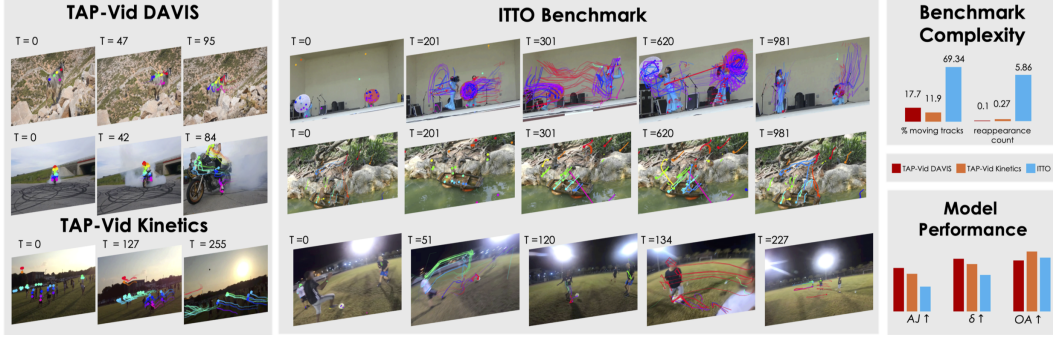 TAP-Vid DAVIS
T = 0
T = 47
T = 95
T = 0
T = 42
T = 84
TAP-Vid Kinetics
T = 0
T = 127
T = 255
ITTO Benchmark
T =0
T =201
T =301
T =620
T =981
T =0
T =201
T =301
T =620
T =981
T =0
T =51
T =120
T =134
T =227
Benchmark
Complexity
69.34
17.7
11.9
% moving tracks
5.86
0.1
0.27
reappearance
count
TAP-Vid DAVIS
TAP-Vid Kinetics
ITTO
Model
Performance
AJ ↑
δ ↑
OA ↑